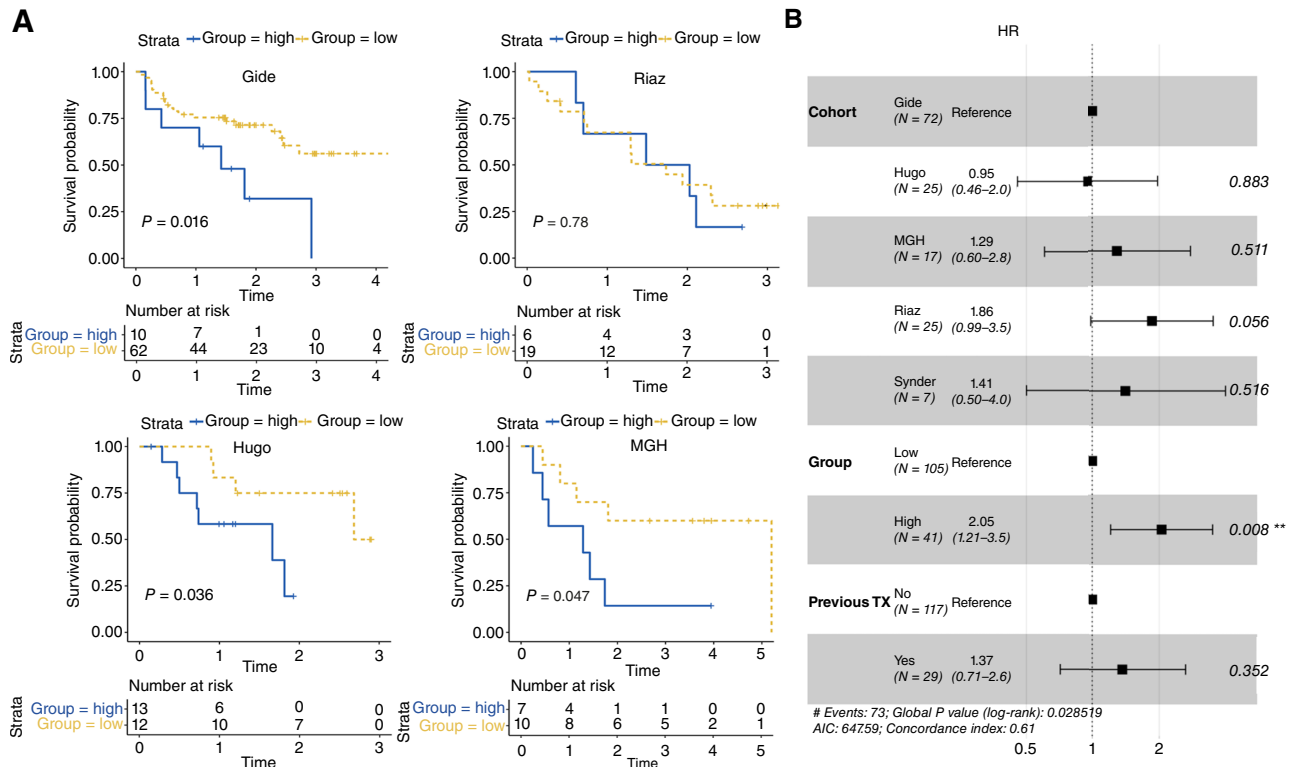 A
Strata Group = high Group = low
Gide
Survival probability
1.00
0.75
0.50
0.25
0.00
P = 0.016
0 1 2 3 4
Time
Number at risk
Strata
Group = high 10 7 1 0 0
Group = low 62 44 23 10 4
0 1 2 3 4
Time
Strata Group = high Group = low
Riaz
Survival probability
1.00
0.75
0.50
0.25
0.00
P = 0.78
0 1 2 3
Time
Number at risk
Strata
Group = high 6 4 3 0
Group = low 19 12 7 1
0 1 2 3
Time
Strata Group = high Group = low
Hugo
Survival probability
1.00
0.75
0.50
0.25
0.00
P = 0.036
0 1 2 3
Time
Number at risk
Strata
Group = high 13 6 0 0
Group = low 12 10 7 0
0 1 2 3
Time
Strata Group = high Group = low
MGH
Survival probability
1.00
0.75
0.50
0.25
0.00
P = 0.047
0 1 2 3 4 5
Time
Number at risk
Strata
Group = high 7 4 1 1 0 0
Group = low 10 8 6 5 2 1
0 1 2 3 4 5
Time
B
HR
Cohort Gide (N = 72) Reference
Hugo (N = 25) 0.95 (0.46–2.0) 0.883
MGH (N = 17) 1.29 (0.60–2.8) 0.511
Riaz (N = 25) 1.86 (0.99–3.5) 0.056
Synder (N = 7) 1.41 (0.50–4.0) 0.516
Group Low (N = 105) Reference
High (N = 41) 2.05 (1.21–3.5) 0.008 **
Previous TX No (N = 117) Reference
Yes (N = 29) 1.37 (0.71–2.6) 0.352
# Events: 73; Global P value (log-rank): 0.028519
AIC: 647.59; Concordance index: 0.61
0.5 1 2